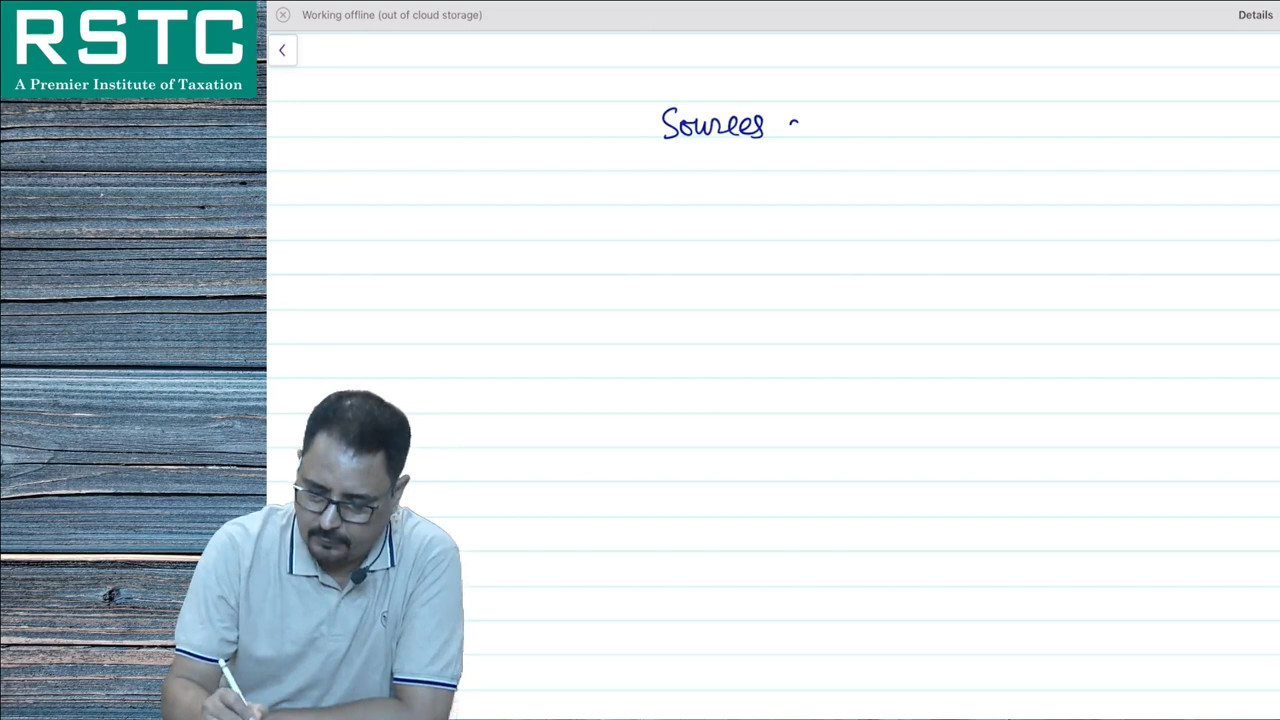 RSTC
A Premier Institute of Taxation
Working offline (out of cloud storage)
Details
Sources